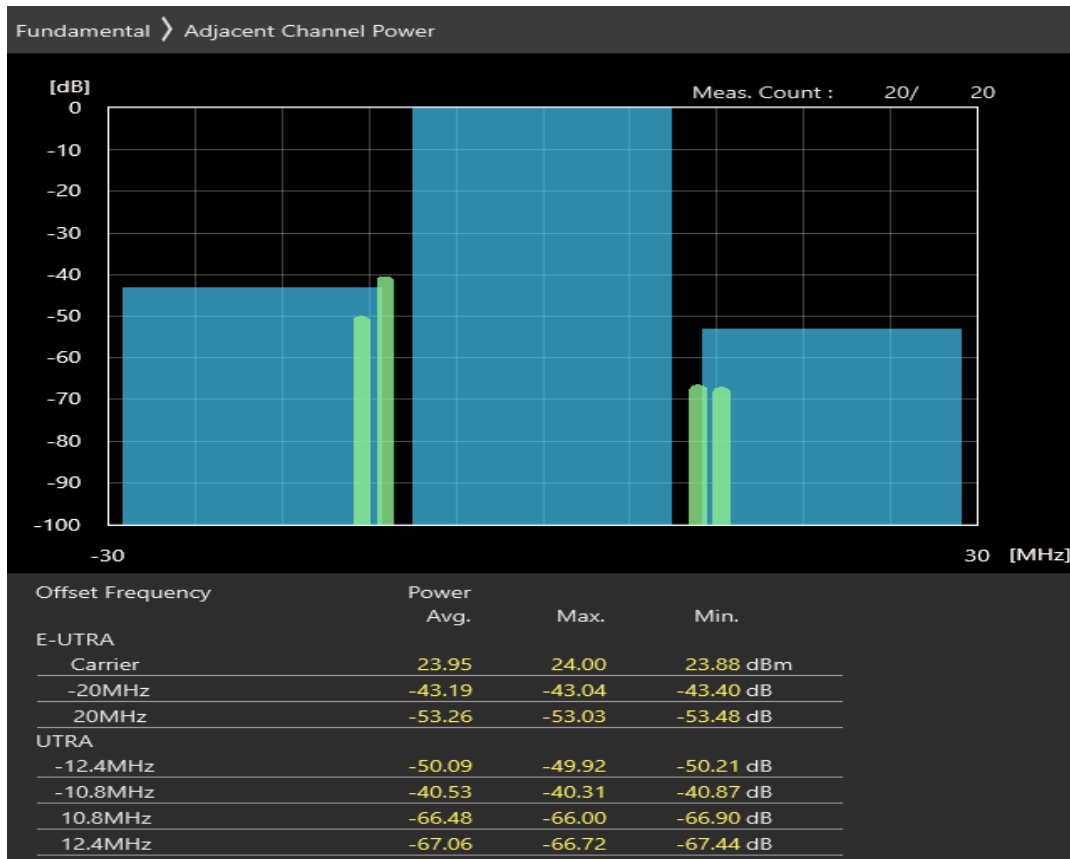 Fundamental ❯ Adjacent Channel Power
[dB]
Meas. Count : 20/ 20
0
-10
-20
-30
-40
-50
-60
-70
-80
-90
-100
-30 30 [MHz]
Offset Frequency Power
Avg. Max. Min.
E-UTRA
Carrier 23.95 24.00 23.88 dBm
-20MHz -43.19 -43.04 -43.40 dB
20MHz -53.26 -53.03 -53.48 dB
UTRA
-12.4MHz -50.09 -49.92 -50.21 dB
-10.8MHz -40.53 -40.31 -40.87 dB
10.8MHz -66.48 -66.00 -66.90 dB
12.4MHz -67.06 -66.72 -67.44 dB